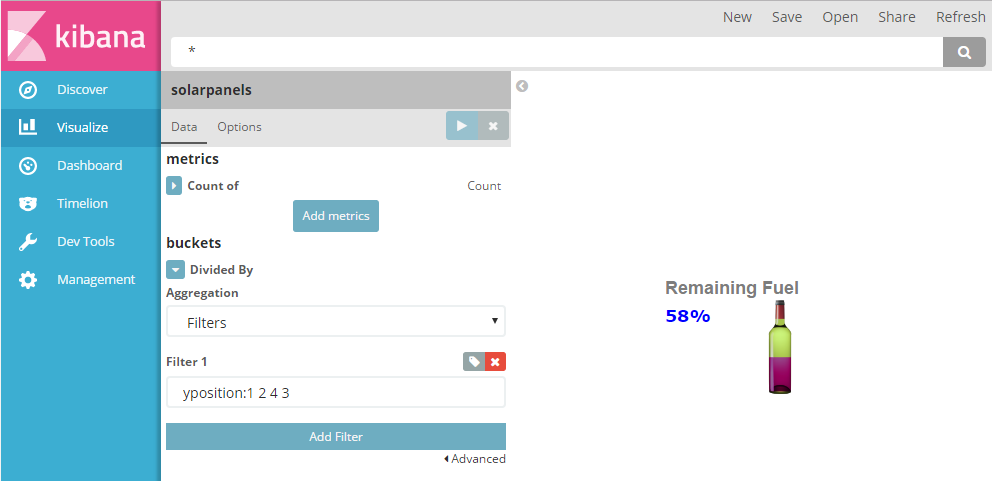 New Save Open Share Refresh
kibana
*
Discover
solarpanels
Visualize
Data Options
Dashboard
metrics
Timelion
Count of Count
Add metrics
Dev Tools
buckets
Management
Divided By
Aggregation
Filters
Filter 1
yposition:1 2 4 3
Add Filter
Advanced
Remaining Fuel
58%